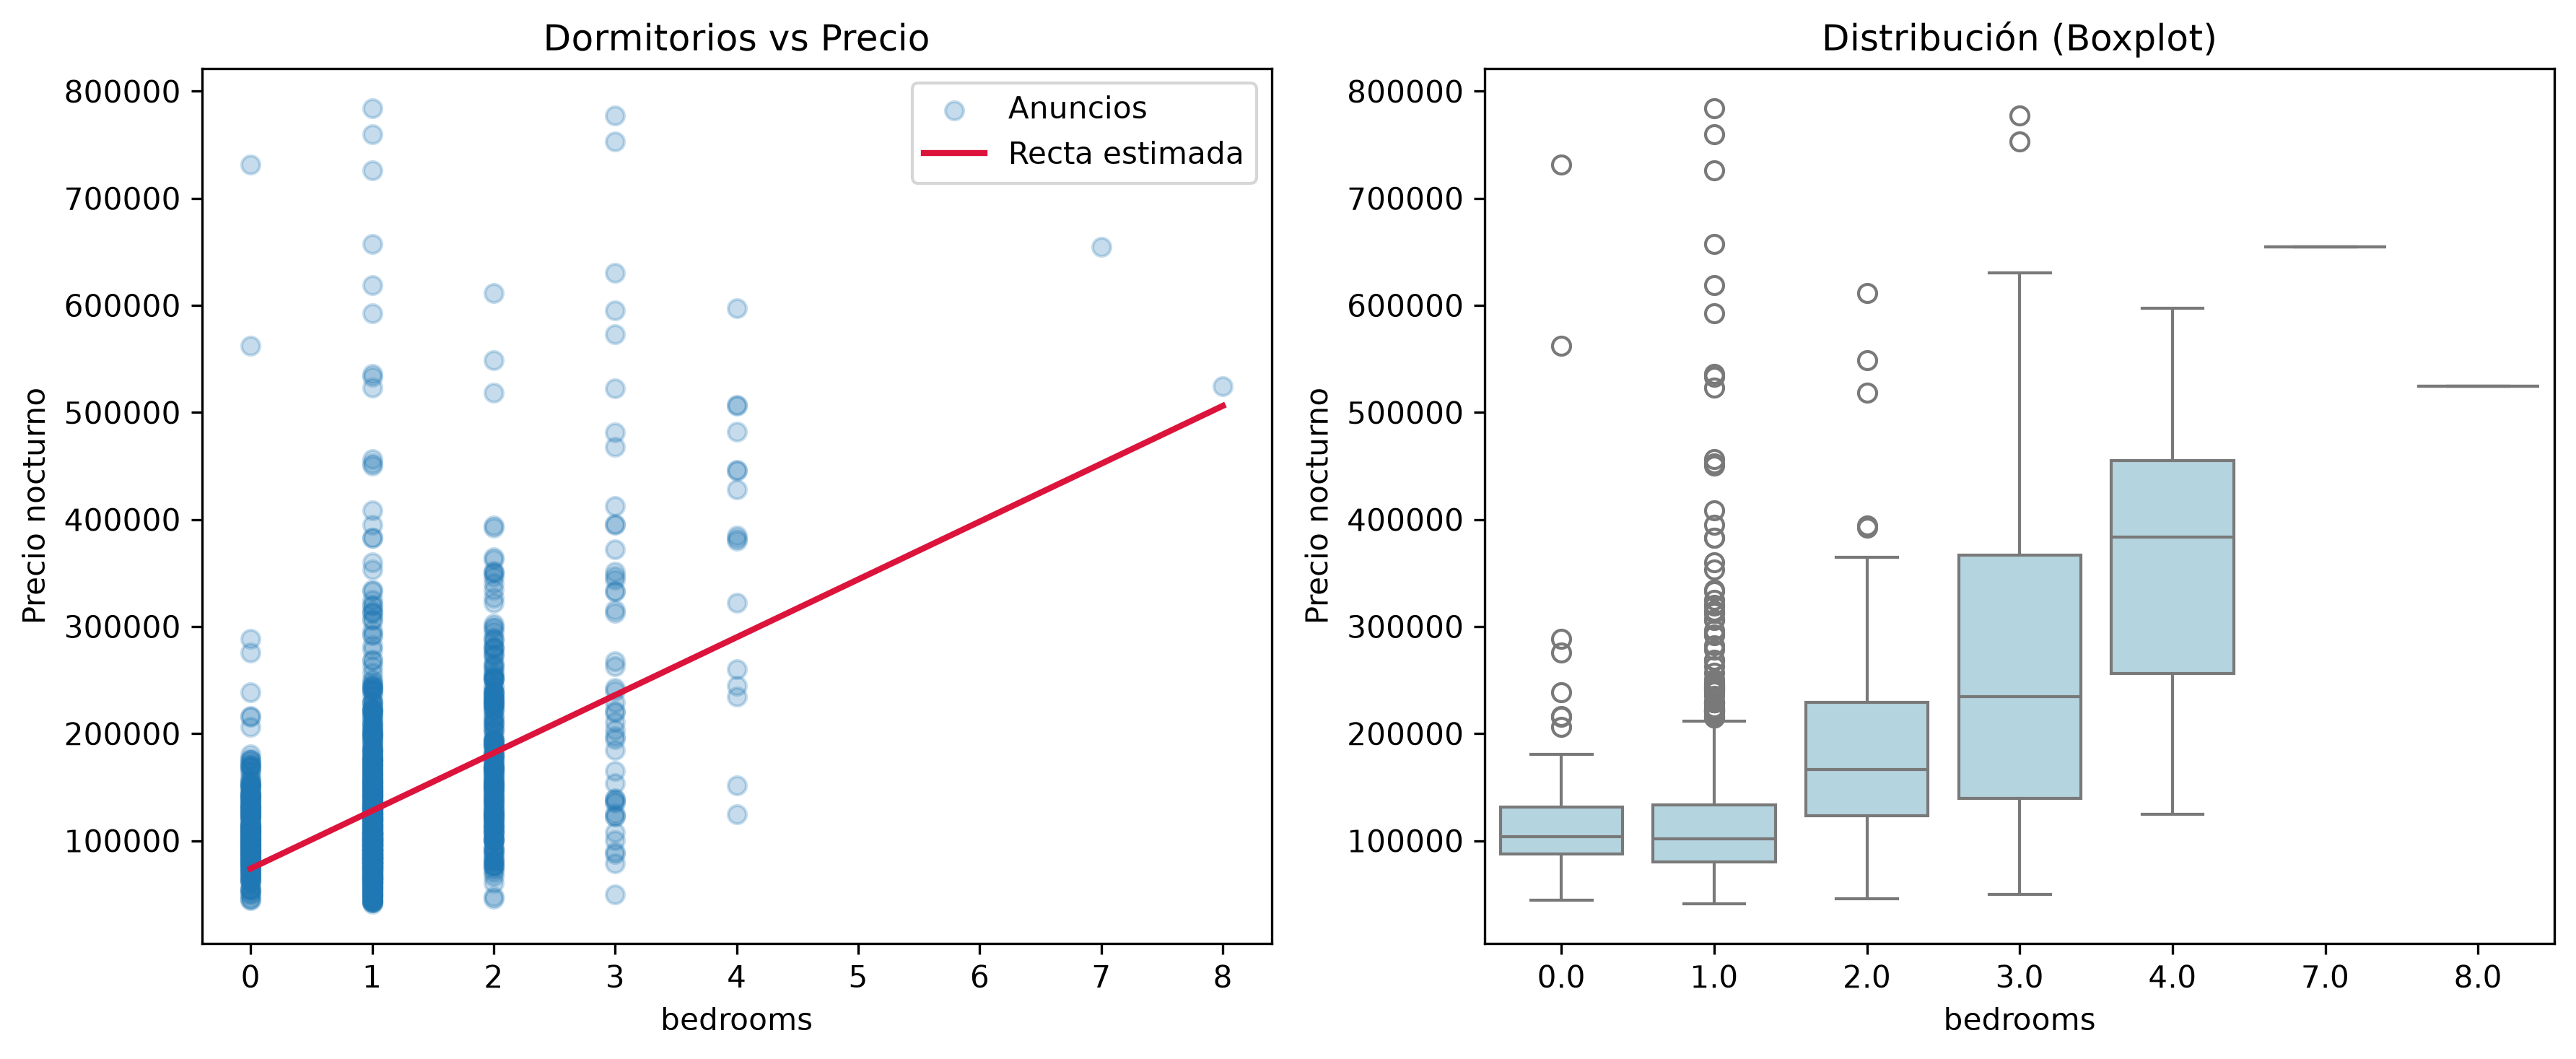 Dormitorios vs Precio
Anuncios
Recta estimada
800000
700000
600000
500000
400000
300000
200000
100000
Precio nocturno
0 1 2 3 4 5 6 7 8
bedrooms
Distribución (Boxplot)
800000
700000
600000
500000
400000
300000
200000
100000
Precio nocturno
0.0 1.0 2.0 3.0 4.0 7.0 8.0
bedrooms